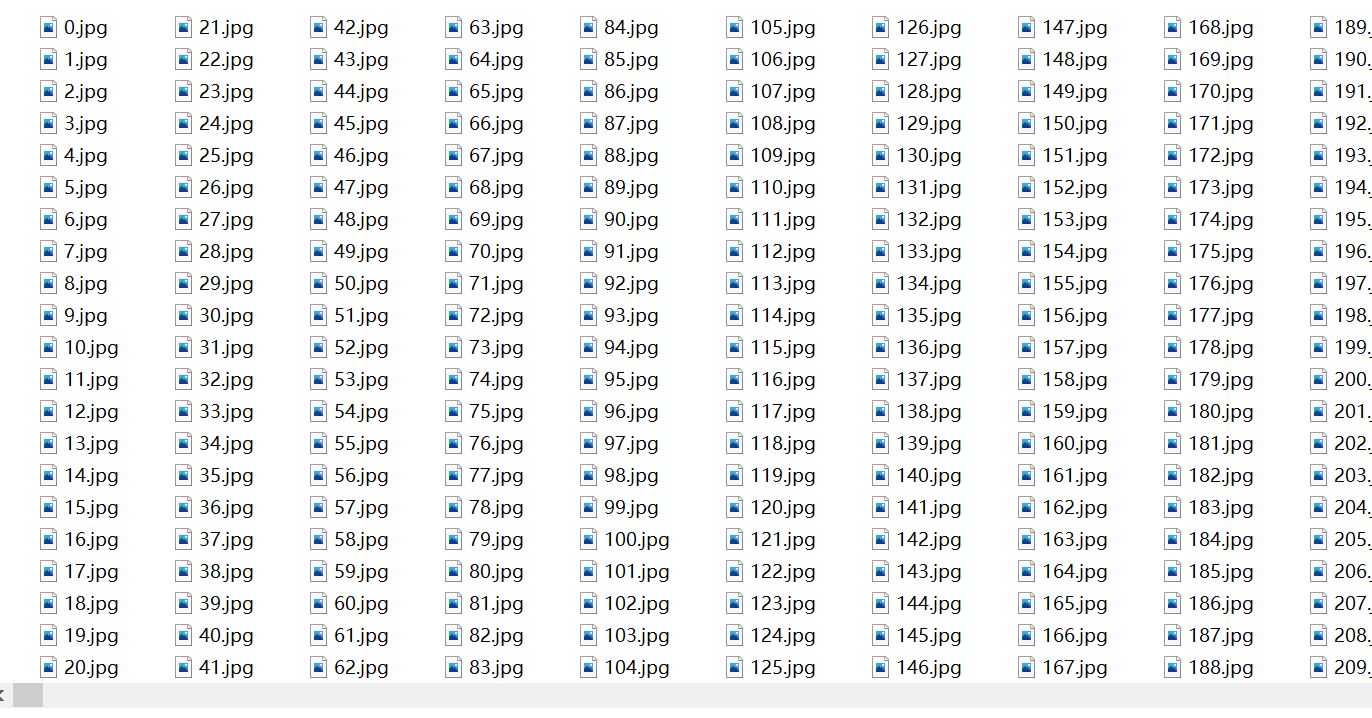 0.jpg 21.jpg 42.jpg 63.jpg 84.jpg 105.jpg 126.jpg 147.jpg 168.jpg 189.
1.jpg 22.jpg 43.jpg 64.jpg 85.jpg 106.jpg 127.jpg 148.jpg 169.jpg 190.
2.jpg 23.jpg 44.jpg 65.jpg 86.jpg 107.jpg 128.jpg 149.jpg 170.jpg 191.
3.jpg 24.jpg 45.jpg 66.jpg 87.jpg 108.jpg 129.jpg 150.jpg 171.jpg 192.
4.jpg 25.jpg 46.jpg 67.jpg 88.jpg 109.jpg 130.jpg 151.jpg 172.jpg 193.
5.jpg 26.jpg 47.jpg 68.jpg 89.jpg 110.jpg 131.jpg 152.jpg 173.jpg 194.
6.jpg 27.jpg 48.jpg 69.jpg 90.jpg 111.jpg 132.jpg 153.jpg 174.jpg 195.
7.jpg 28.jpg 49.jpg 70.jpg 91.jpg 112.jpg 133.jpg 154.jpg 175.jpg 196.
8.jpg 29.jpg 50.jpg 71.jpg 92.jpg 113.jpg 134.jpg 155.jpg 176.jpg 197.
9.jpg 30.jpg 51.jpg 72.jpg 93.jpg 114.jpg 135.jpg 156.jpg 177.jpg 198.
10.jpg 31.jpg 52.jpg 73.jpg 94.jpg 115.jpg 136.jpg 157.jpg 178.jpg 199.
11.jpg 32.jpg 53.jpg 74.jpg 95.jpg 116.jpg 137.jpg 158.jpg 179.jpg 200.
12.jpg 33.jpg 54.jpg 75.jpg 96.jpg 117.jpg 138.jpg 159.jpg 180.jpg 201.
13.jpg 34.jpg 55.jpg 76.jpg 97.jpg 118.jpg 139.jpg 160.jpg 181.jpg 202.
14.jpg 35.jpg 56.jpg 77.jpg 98.jpg 119.jpg 140.jpg 161.jpg 182.jpg 203.
15.jpg 36.jpg 57.jpg 78.jpg 99.jpg 120.jpg 141.jpg 162.jpg 183.jpg 204.
16.jpg 37.jpg 58.jpg 79.jpg 100.jpg 121.jpg 142.jpg 163.jpg 184.jpg 205.
17.jpg 38.jpg 59.jpg 80.jpg 101.jpg 122.jpg 143.jpg 164.jpg 185.jpg 206.
18.jpg 39.jpg 60.jpg 81.jpg 102.jpg 123.jpg 144.jpg 165.jpg 186.jpg 207.
19.jpg 40.jpg 61.jpg 82.jpg 103.jpg 124.jpg 145.jpg 166.jpg 187.jpg 208.
20.jpg 41.jpg 62.jpg 83.jpg 104.jpg 125.jpg 146.jpg 167.jpg 188.jpg 209.